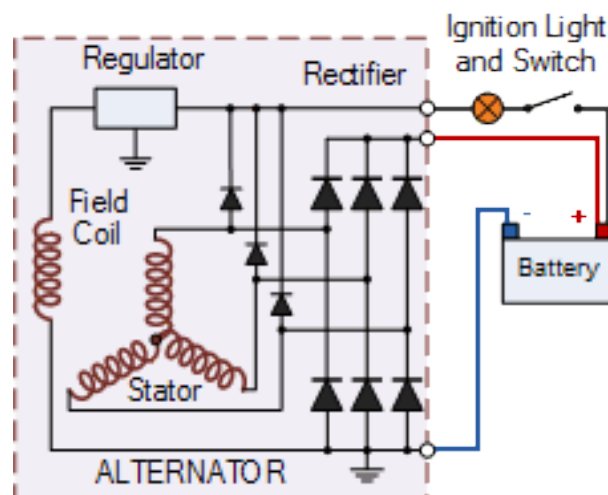 Ignition Light
and Switch
Regulator
Rectifier
Field
Coil
- +
Battery
Stator
ALTERNATOR